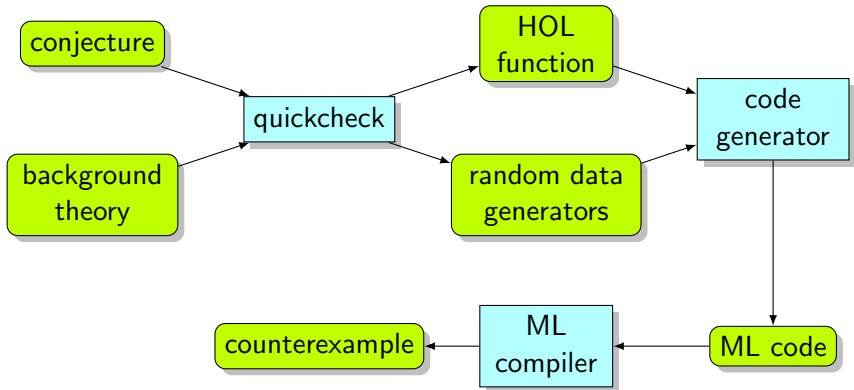 conjecture
background
theory
quickcheck
HOL
function
random data
generators
code
generator
ML code
ML
compiler
counterexample